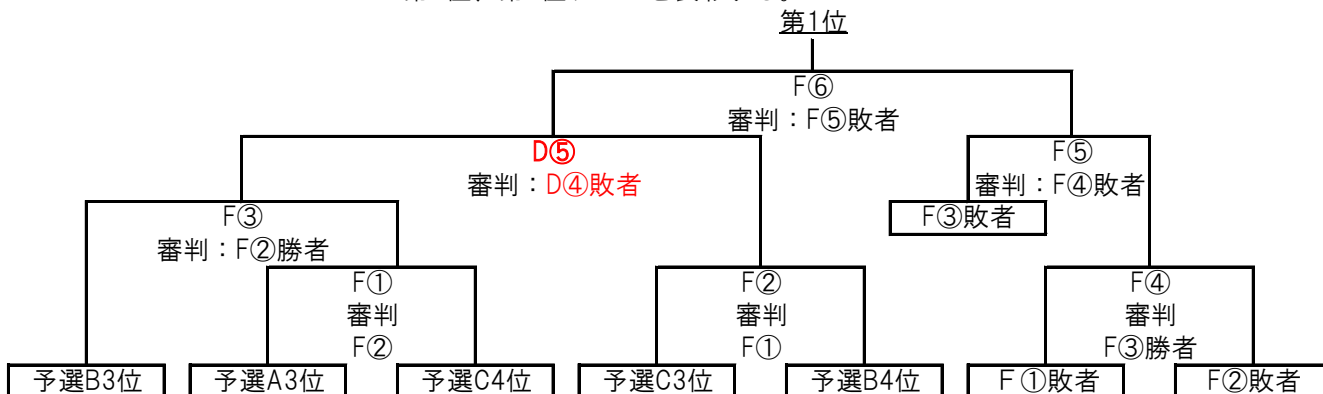 第1位
F⑥
審判：F⑤敗者
D⑤
審判：D④敗者
F⑤
審判：F④敗者
F③
審判：F②勝者
F③敗者
F①
審判
F②
F②
審判
F①
F④
審判
F③勝者
予選B3位
予選A3位
予選C4位
予選C3位
予選B4位
F①敗者
F②敗者